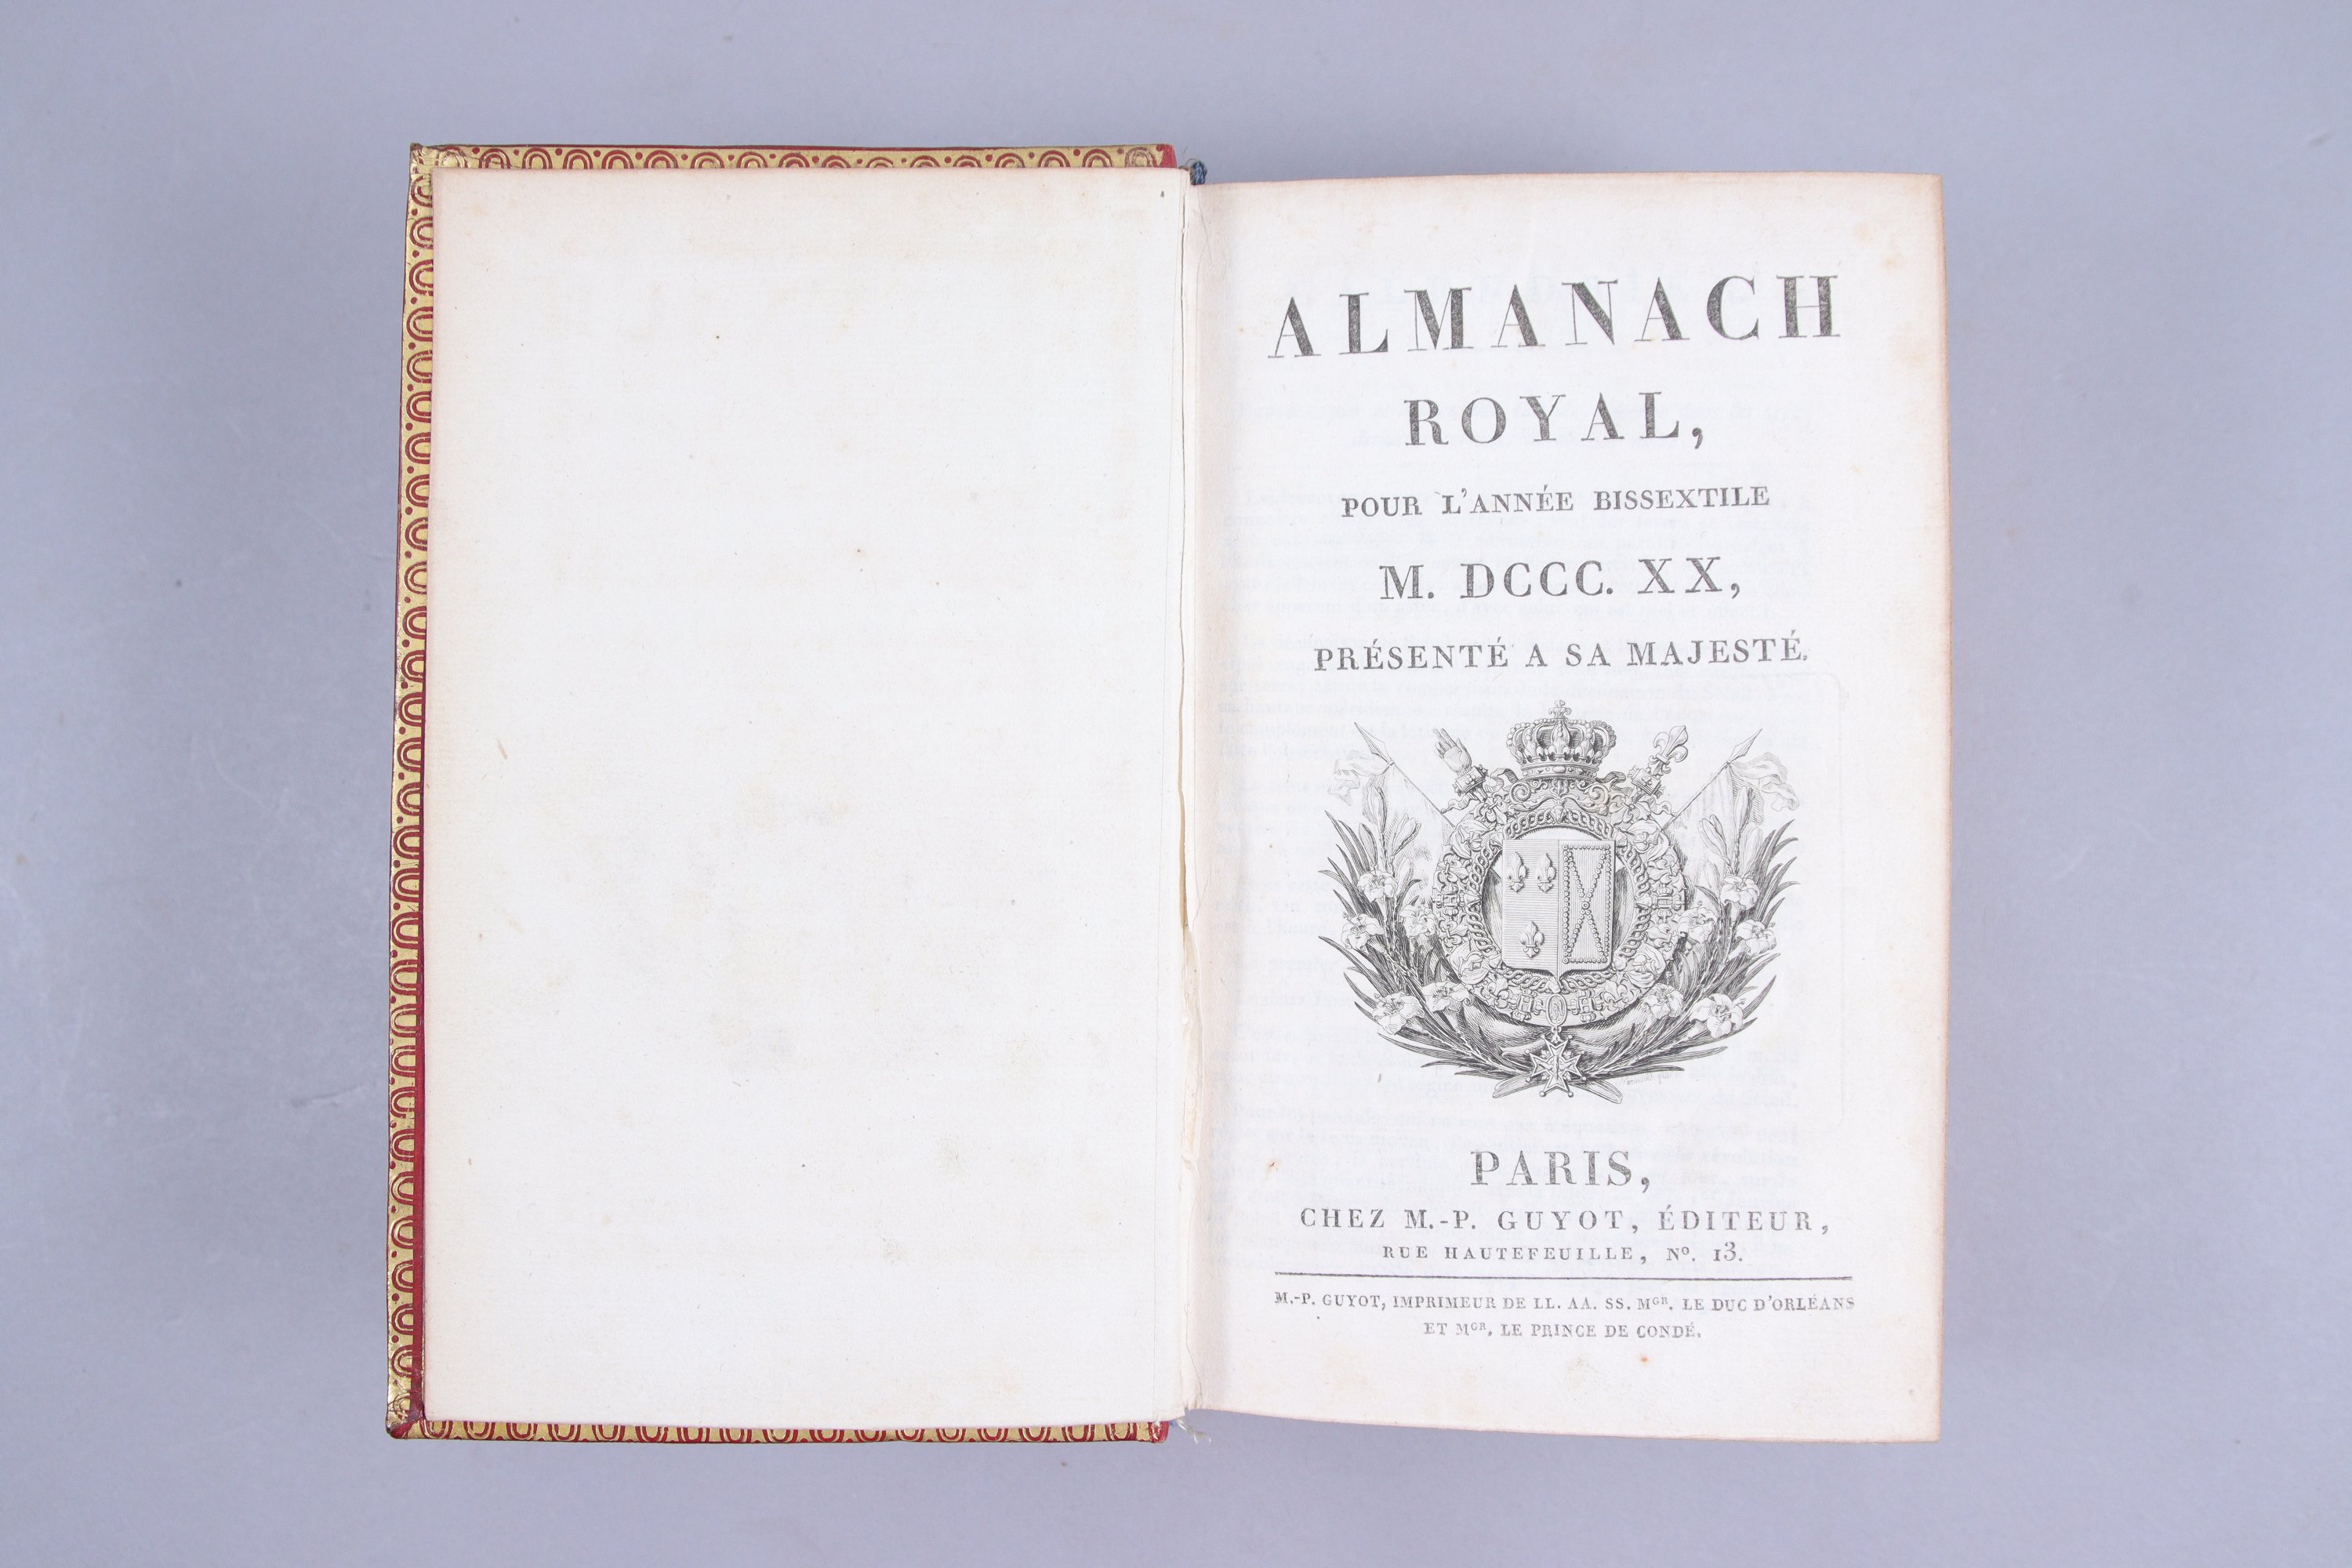 ALMANACH
ROYAL,
POUR L'ANNÉE BISSEXTILE
M. DCCC. XX,
PRÉSENTÉ A SA MAJESTÉ.
PARIS,
CHEZ M.-P. GUYOT, ÉDITEUR,
RUE HAUTEFEUILLE, Nº. 13.
M.-P. GUYOT, IMPRIMEUR DE LL. AA. SS. MGR. LE DUC D'ORLÉANS
ET MGR. LE PRINCE DE CONDÉ.